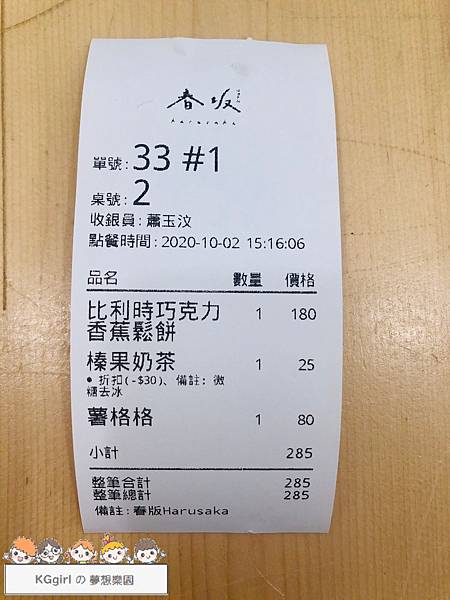 春坂
harusaka
單號: 33 #1
桌號: 2
收銀員: 蕭玉汶
點餐時間: 2020-10-02 15:16:06
品名 數量 價格
比利時巧克力 1 180
香蕉鬆餅
榛果奶茶 1 25
● 折扣(-$30)、備註: 微
糖去冰
薯格格 1 80
小計 285
整筆合計 285
整筆總計 285
備註: 春版Harusaka
KGgirl の 夢想樂園